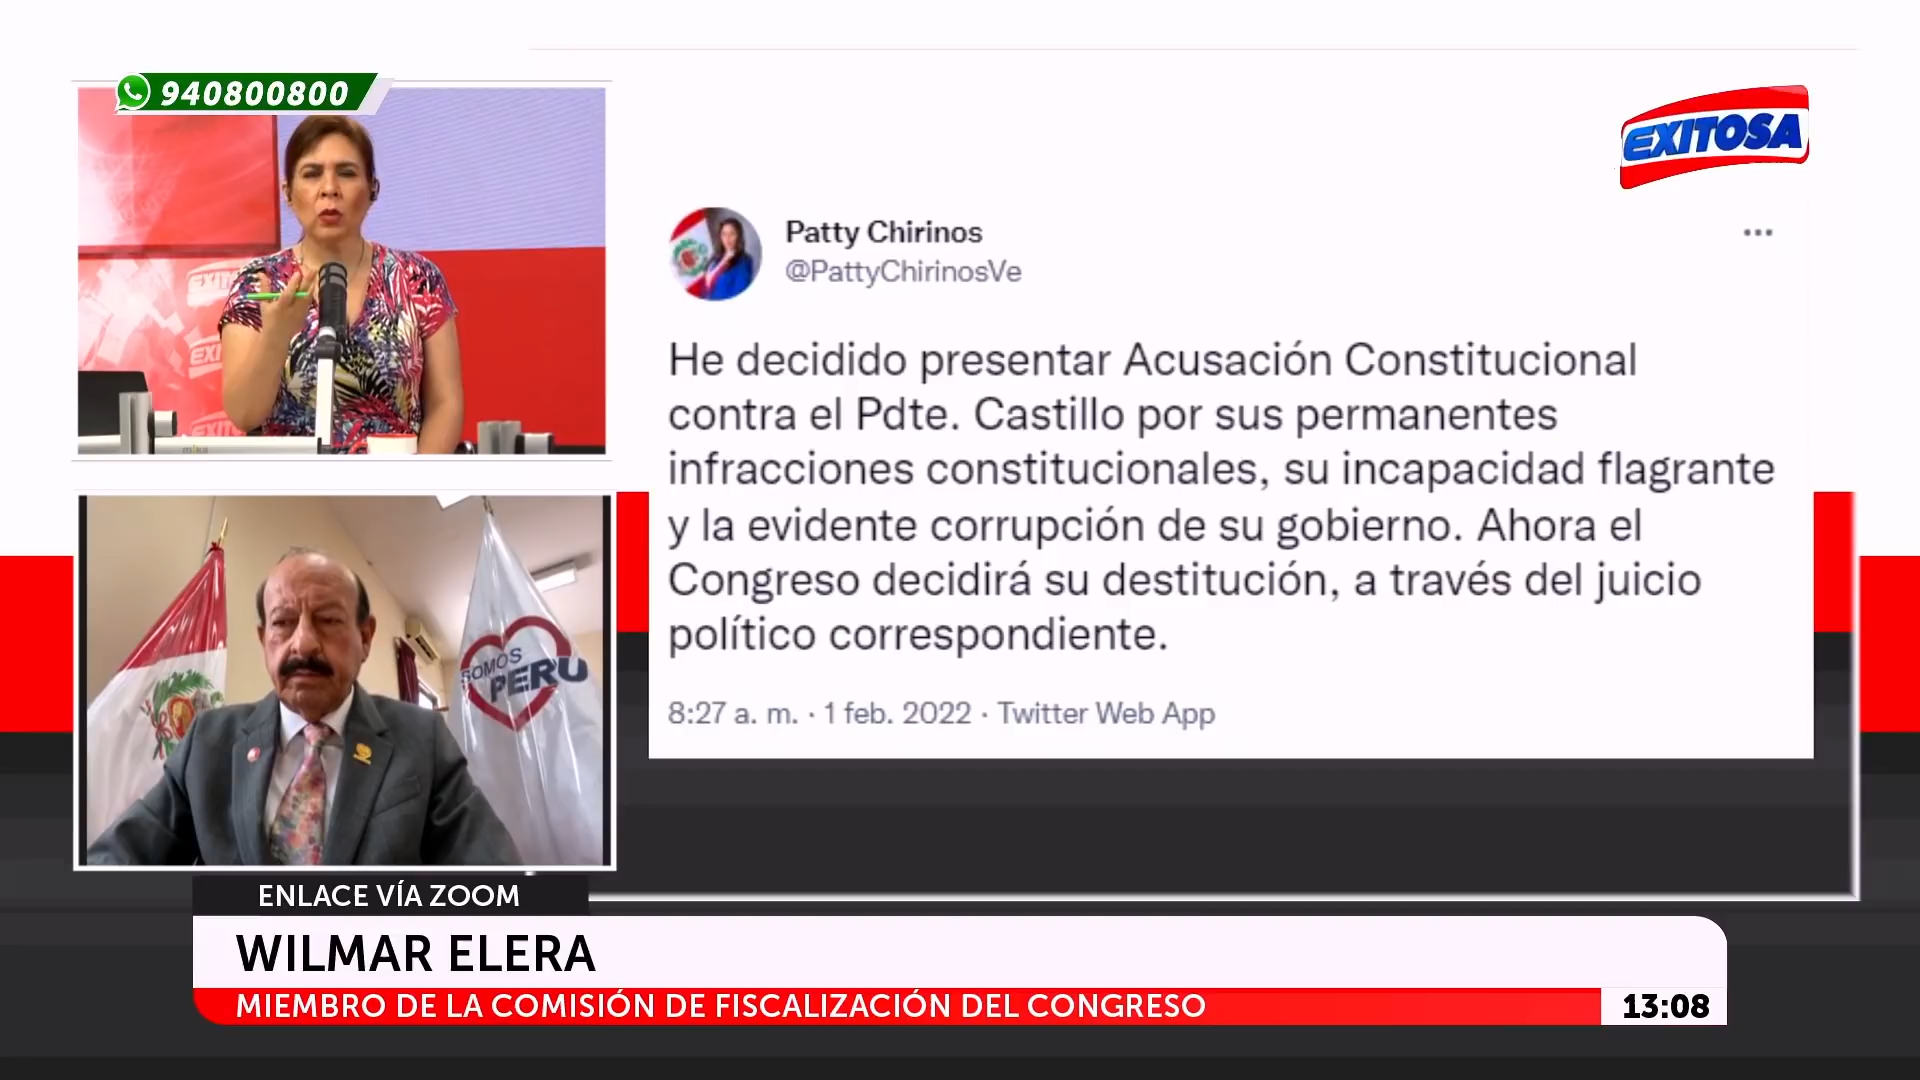 940800800
EXITOSA
Patty Chirinos
@PattyChirinosVe
He decidido presentar Acusación Constitucional
contra el Pdte. Castillo por sus permanentes
infracciones constitucionales, su incapacidad flagrante
y la evidente corrupción de su gobierno. Ahora el
Congreso decidirá su destitución, a través del juicio
político correspondiente.
8:27 a. m. · 1 feb. 2022 · Twitter Web App
SOMOS
PERU
ENLACE VÍA ZOOM
WILMAR ELERA
MIEMBRO DE LA COMISIÓN DE FISCALIZACIÓN DEL CONGRESO
13:08